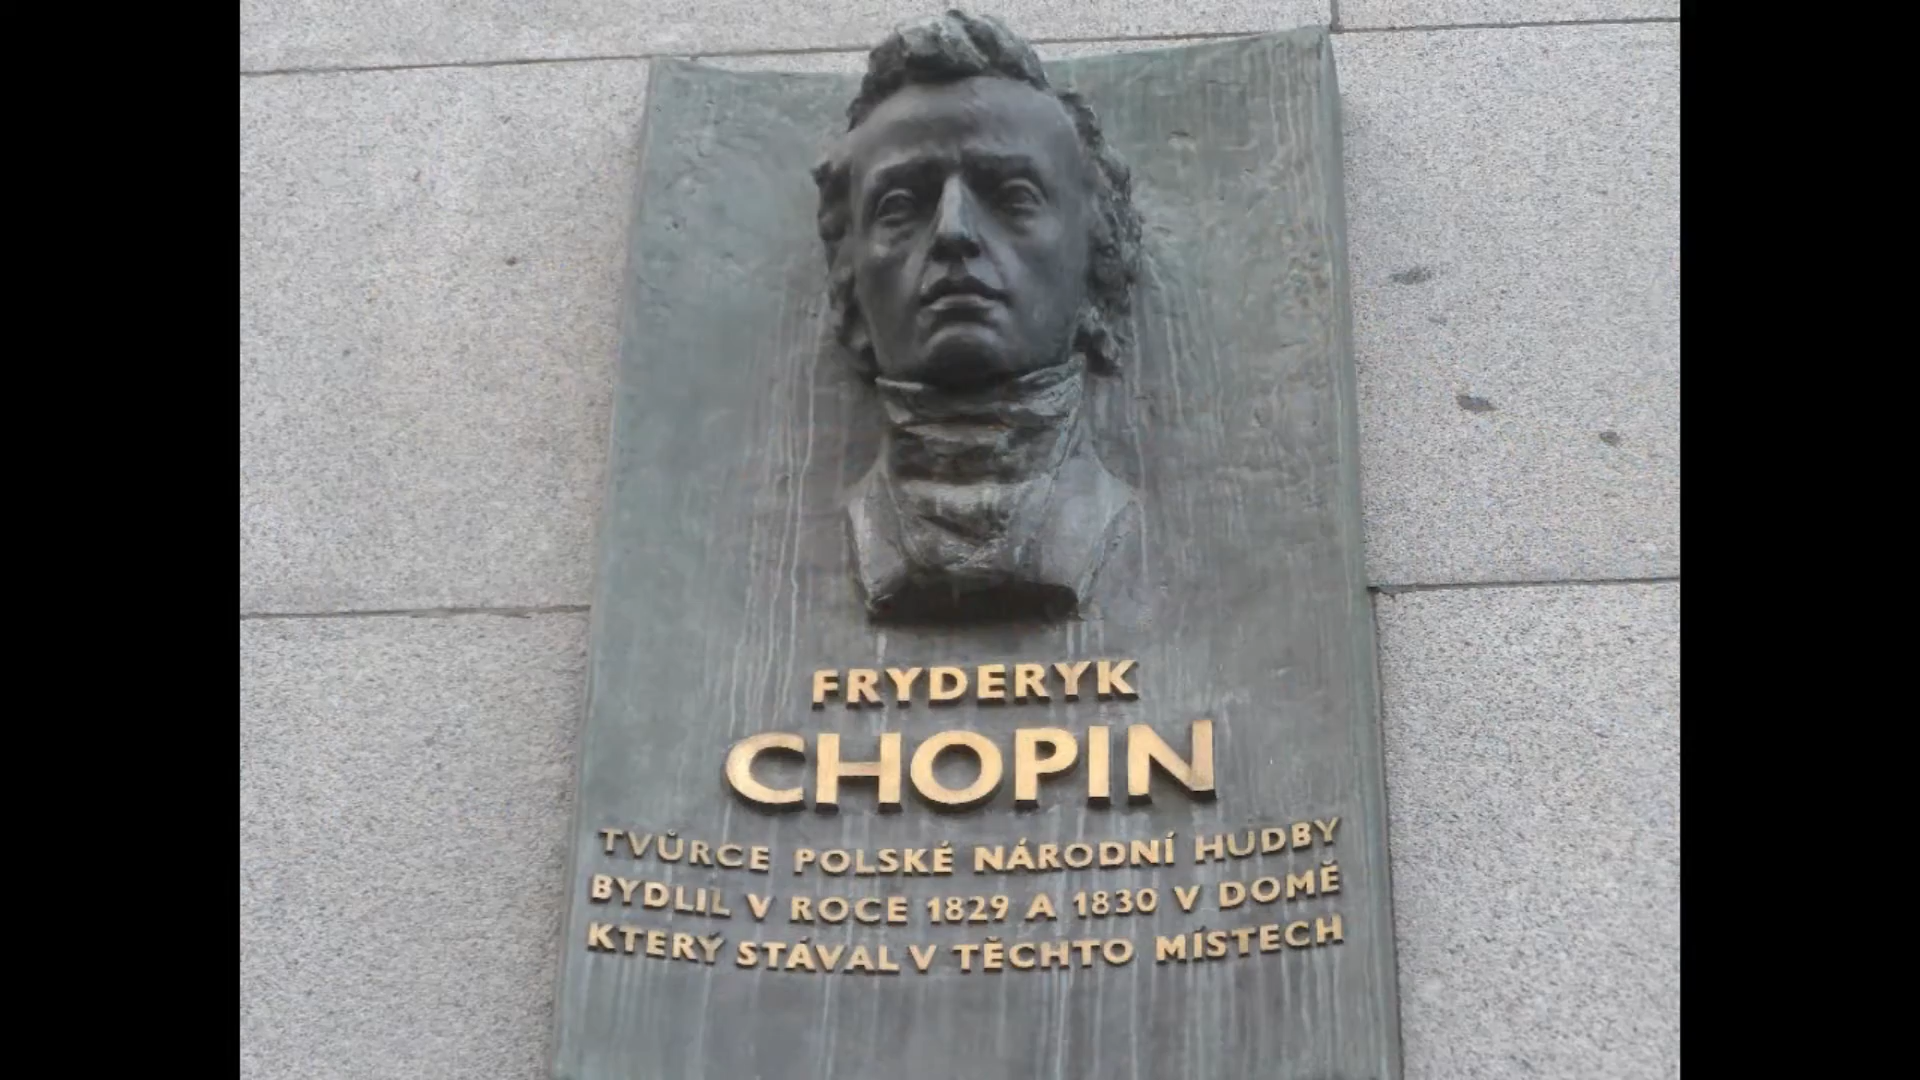 FRYDERYK
CHOPIN
TVŮRCE POLSKÉ NÁRODNÍ HUDBY
BYDLIL V ROCE 1829 A 1830 V DOMĚ
KTERÝ STÁVAL V TĚCHTO MÍSTECH